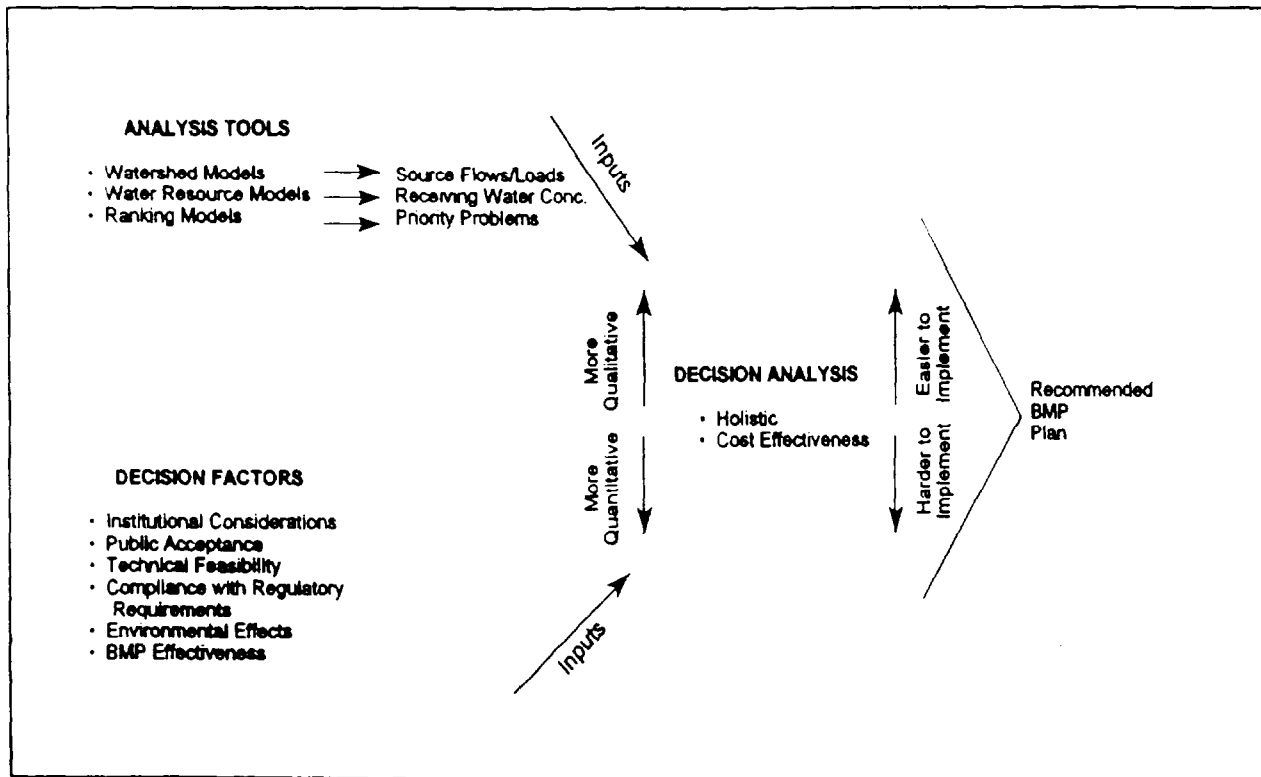 ANALYSIS TOOLS
· Watershed Models
Source Flows/Loads
· Water Resource Models
Receiving Water Conc.
· Ranking Models
Priority Problems
Inputs
More
Qualitative
More
Quantitative
DECISION ANALYSIS
· Holistic
· Cost Effectiveness
Easier to
Implement
Harder to
Implement
Recommended
BMP
Plan
DECISION FACTORS
· Institutional Considerations
· Public Acceptance
· Technical Feasibility
· Compliance with Regulatory
Requirements
· Environmental Effects
· BMP Effectiveness
Inputs